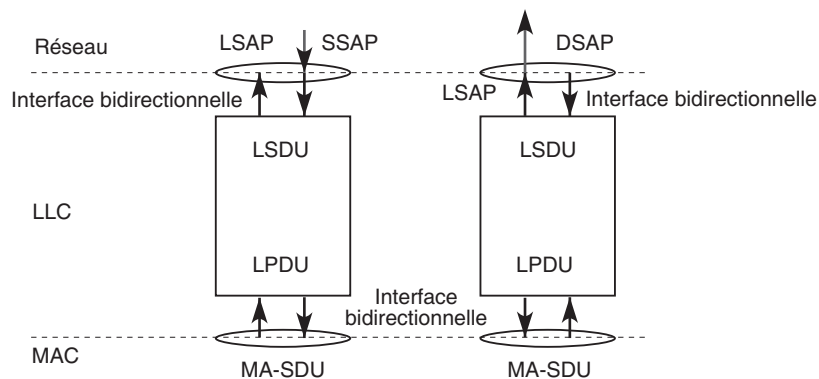 Réseau
LSAP
SSAP
DSAP
Interface bidirectionnelle
LSAP
Interface bidirectionnelle
LSDU
LSDU
LLC
LPDU
LPDU
Interface
bidirectionnelle
MAC
MA-SDU
MA-SDU